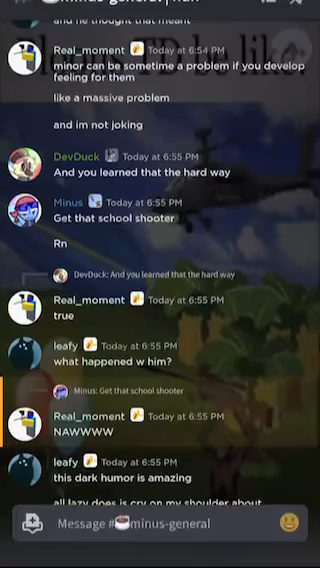 minus-general
and he thought that meant
Real_moment Today at 6:54 PM
minor can be sometime a problem if you develop
feeling for them
like a massive problem
and im not joking
DevDuck Today at 6:55 PM
And you learned that the hard way
Minus Today at 6:55 PM
Get that school shooter
Rn
DevDuck: And you learned that the hard way
Real_moment Today at 6:55 PM
true
leafy Today at 6:55 PM
what happened w him?
Minus: Get that school shooter
Real_moment Today at 6:55 PM
NAWWWW
leafy Today at 6:55 PM
this dark humor is amazing
all lazy does is cry on my shoulder about
Message #☕minus-general